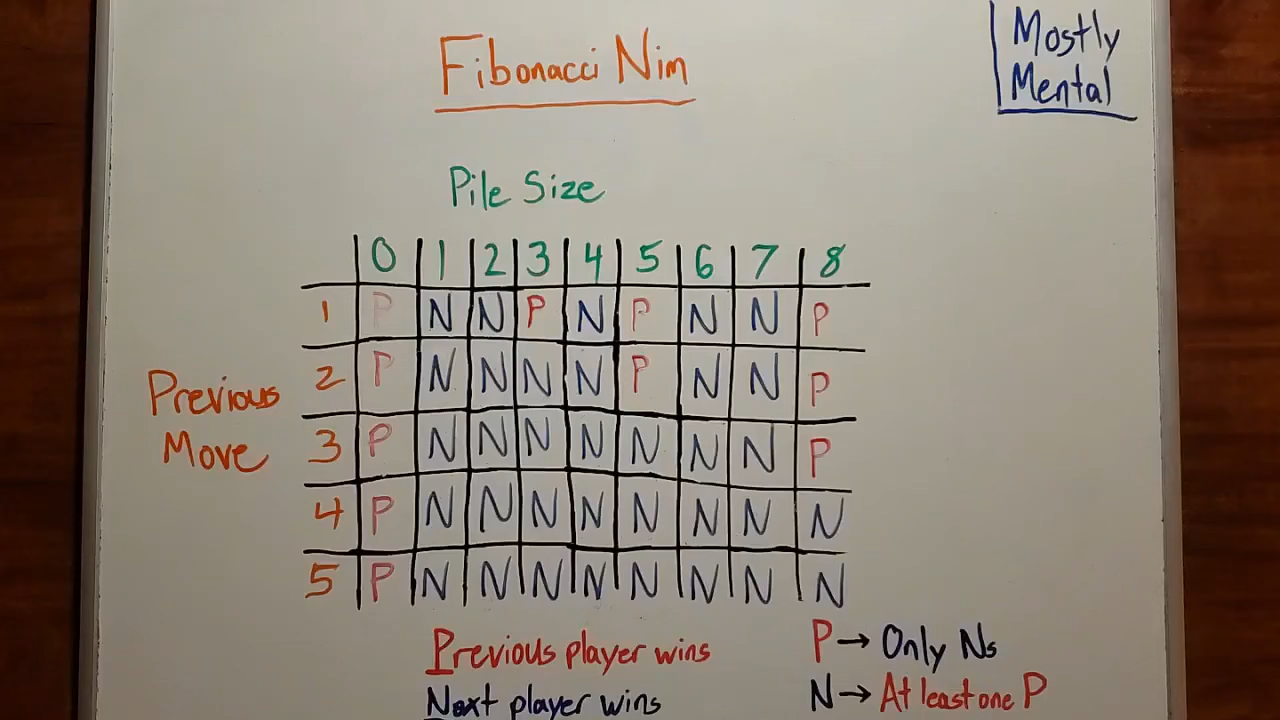 Fibonacci Nim
Mostly
Mental
Pile Size
0 1 2 3 4 5 6 7 8
1 P N N P N P N N P
2 P N N N N P N N P
3 P N N N N N N N P
4 P N N N N N N N N
5 P N N N N N N N N
Previous
Move
Previous player wins
Next player wins
P → Only Ns
N → At least one P